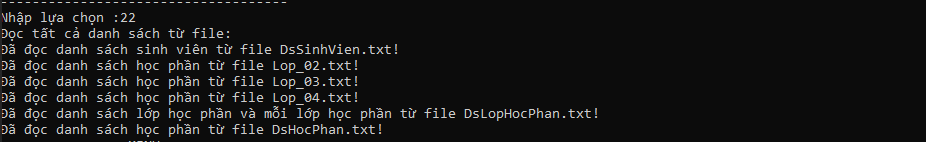 ------------------------------------
Nhập lựa chọn :22
Đọc tất cả danh sách từ file:
Đã đọc danh sách sinh viên từ file DsSinhVien.txt!
Đã đọc danh sách học phần từ file Lop_02.txt!
Đã đọc danh sách học phần từ file Lop_03.txt!
Đã đọc danh sách học phần từ file Lop_04.txt!
Đã đọc danh sách lớp học phần và mỗi lớp học phần từ file DsLopHocPhan.txt!
Đã đọc danh sách học phần từ file DsHocPhan.txt!